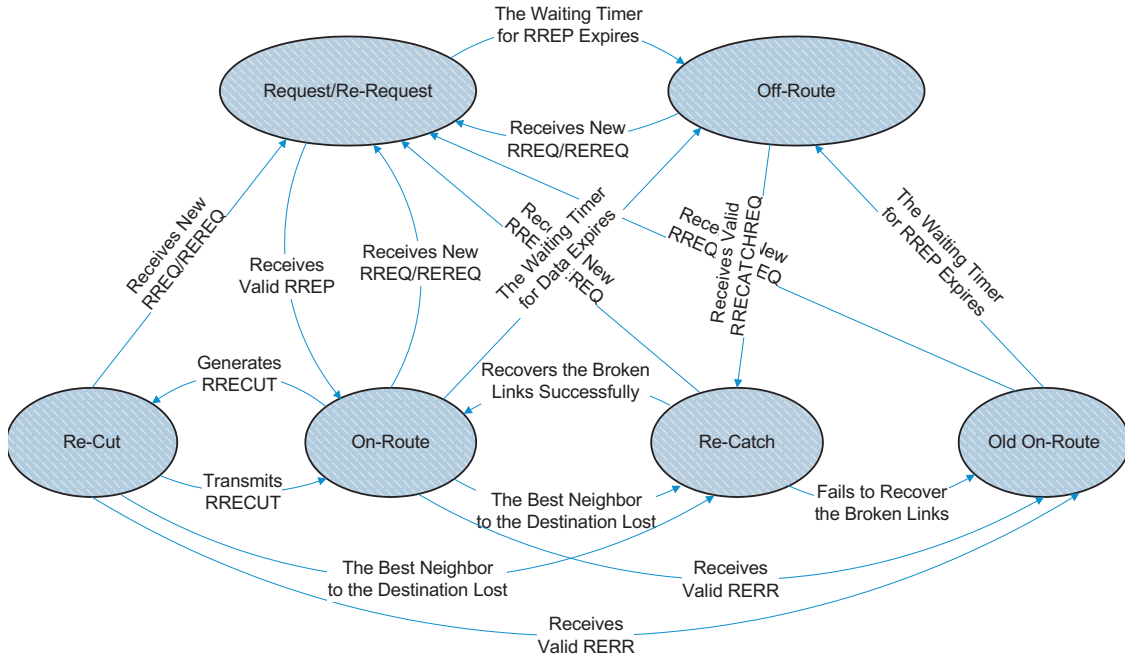 The Waiting Timer
for RREP Expires
Request/Re-Request
Off-Route
Receives New
RREQ/REREQ
Receives New
RREQ/REREQ
Receives
Valid RREP
Receives New
RREQ/REREQ
New
The Waiting Timer
for Data Expires
New
RREQ
Receives Valid
RRECATCHREQ
The Waiting Timer
for RREP Expires
Generates
RRECUT
Recovers the Broken
Links Successfully
Re-Cut
On-Route
Re-Catch
Old On-Route
Transmits
RRECUT
The Best Neighbor
to the Destination Lost
Fails to Recover
the Broken Links
The Best Neighbor
to the Destination Lost
Receives
Valid RERR
Receives
Valid RERR